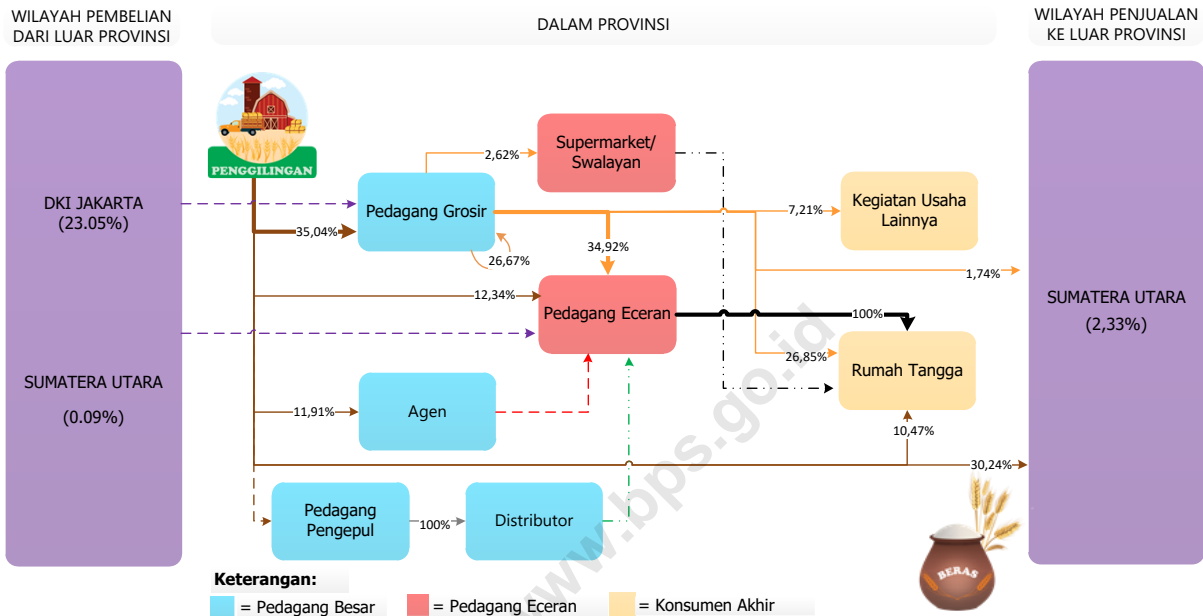 WILAYAH PEMBELIAN
DARI LUAR PROVINSI
DALAM PROVINSI
WILAYAH PENJUALAN
KE LUAR PROVINSI
PENGGILINGAN
Supermarket/
Swalayan
2,62%
DKI JAKARTA
(23.05%)
Pedagang Grosir
Kegiatan Usaha
Lainnya
7,21%
35,04%
34,92%
26,67%
1,74%
12,34%
Pedagang Eceran
100%
SUMATERA UTARA
(2,33%)
26,85%
Rumah Tangga
SUMATERA UTARA
(0.09%)
11,91%
Agen
10,47%
30,24%
Pedagang
Pengepul
100%
Distributor
BERAS
www.bps.go.id
Keterangan:
= Pedagang Besar
= Pedagang Eceran
= Konsumen Akhir